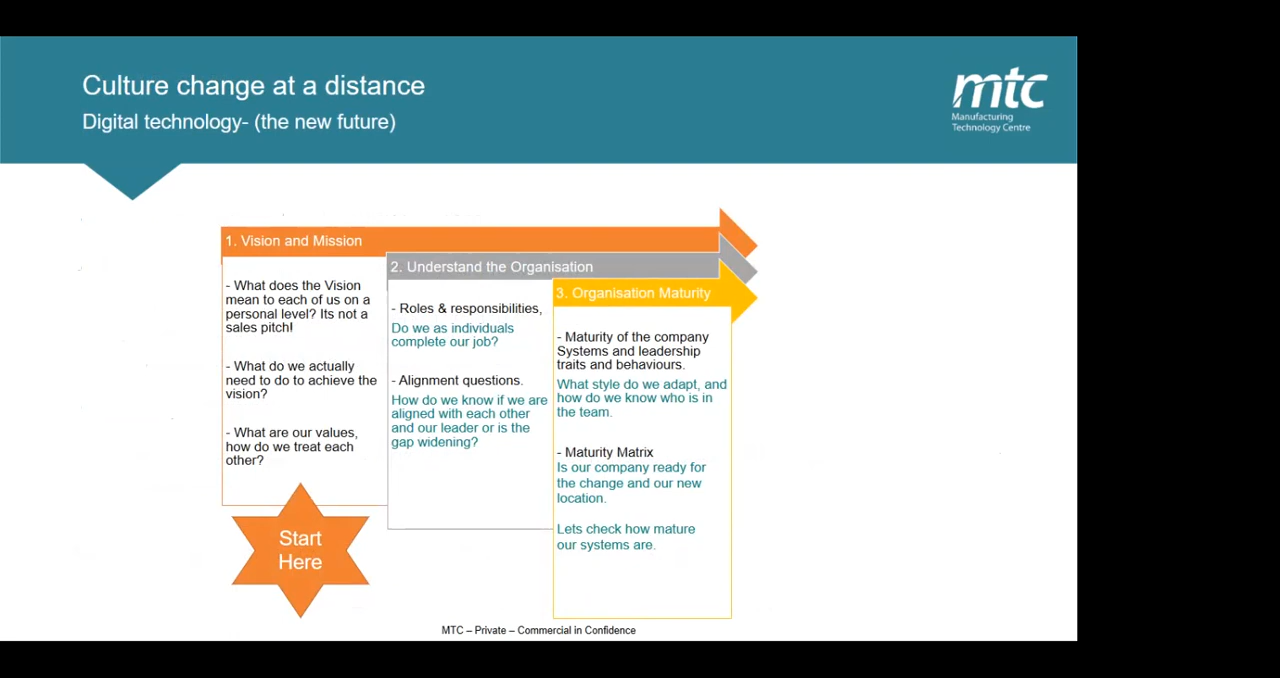 Culture change at a distance
Digital technology- (the new future)
mtc
Manufacturing
Technology Centre
1. Vision and Mission
- What does the Vision
mean to each of us on a
personal level? Its not a
sales pitch!
- What do we actually
need to do to achieve the
vision?
- What are our values,
how do we treat each
other?
Start
Here
2. Understand the Organisation
- Roles & responsibilities,
Do we as individuals
complete our job?
- Alignment questions.
How do we know if we are
aligned with each other
and our leader or is the
gap widening?
3. Organisation Maturity
- Maturity of the company
Systems and leadership
traits and behaviours.
What style do we adapt, and
how do we know who is in
the team.
- Maturity Matrix
Is our company ready for
the change and our new
location.
Lets check how mature
our systems are.
MTC – Private – Commercial in Confidence